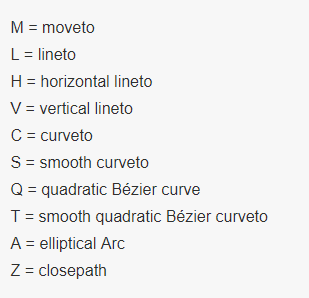 M = moveto
L = lineto
H = horizontal lineto
V = vertical lineto
C = curveto
S = smooth curveto
Q = quadratic Bézier curve
T = smooth quadratic Bézier curveto
A = elliptical Arc
Z = closepath